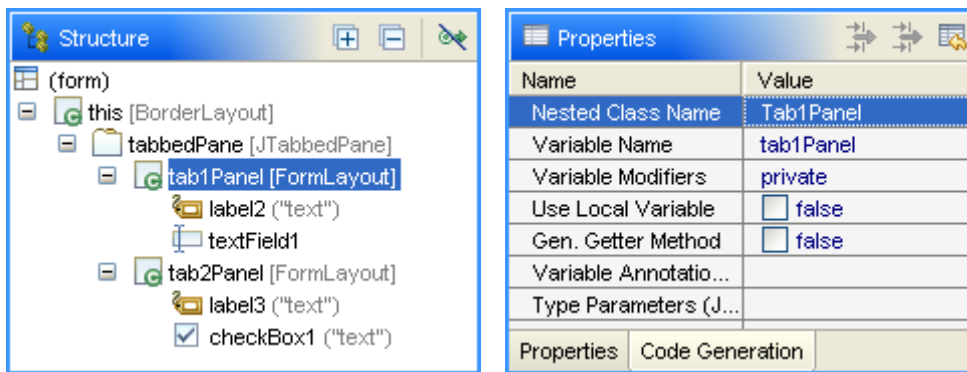 Structure
(form)
this [BorderLayout]
tabbedPane [JTabbedPane]
tab1Panel [FormLayout]
label2 ("text")
textField1
tab2Panel [FormLayout]
label3 ("text")
checkBox1 ("text")
Properties
Name Value
Nested Class Name Tab1Panel
Variable Name tab1Panel
Variable Modifiers private
Use Local Variable false
Gen. Getter Method false
Variable Annotatio...
Type Parameters (J...
Properties Code Generation